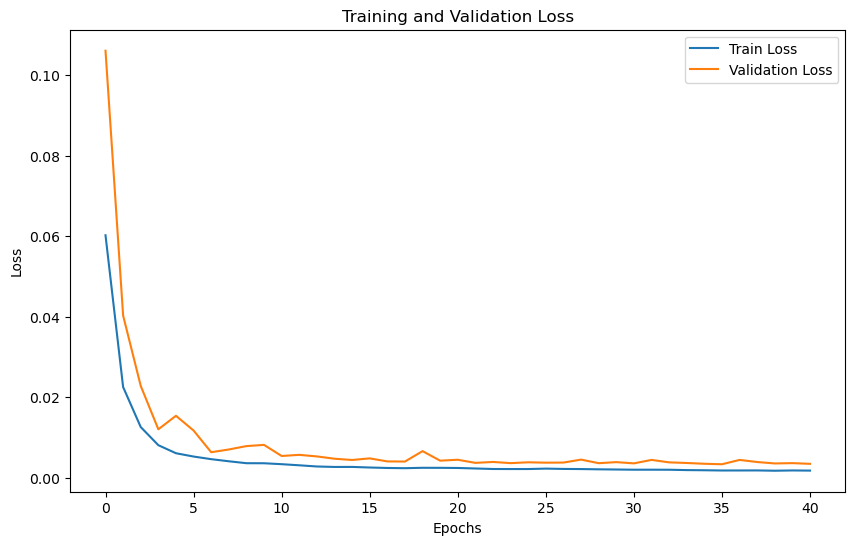 Training and Validation Loss
Train Loss
Validation Loss
0.10
0.08
0.06
0.04
0.02
0.00
Loss
0 5 10 15 20 25 30 35 40
Epochs